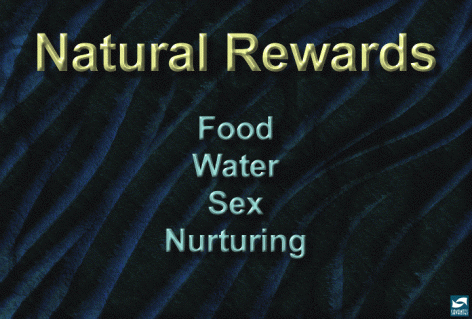 Natural Rewards
Food
Water
Sex
Nurturing